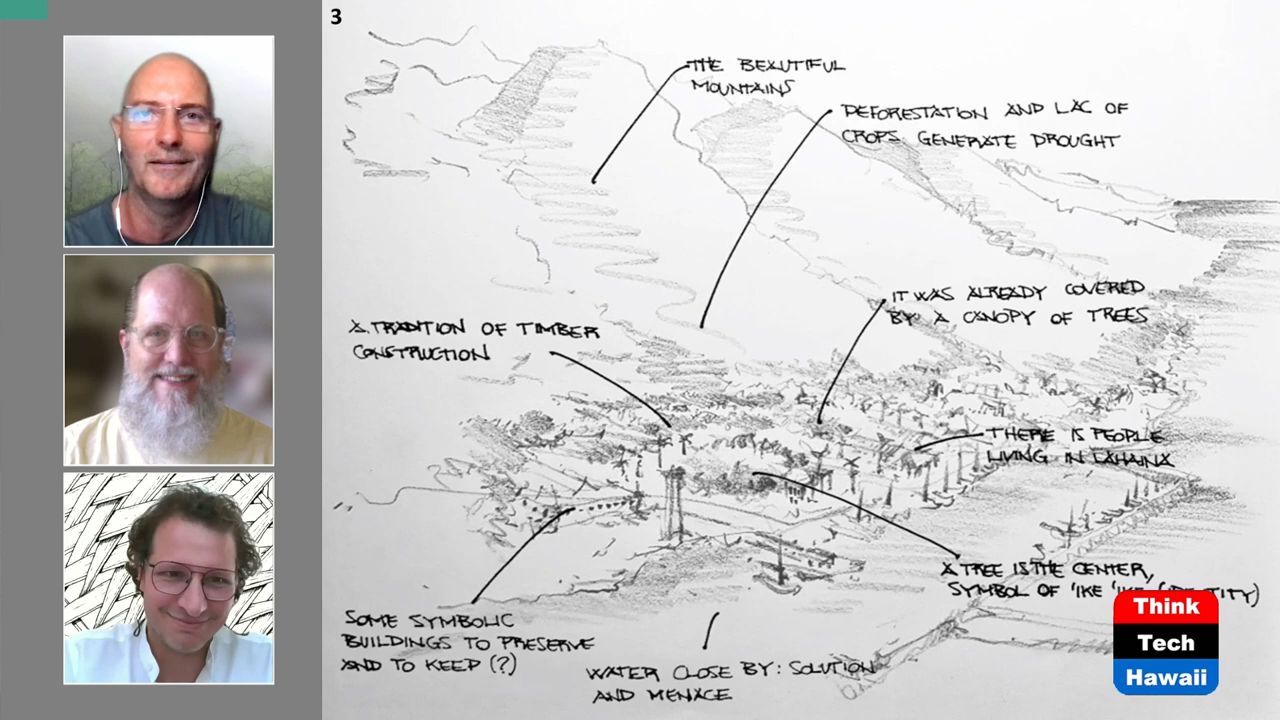 3
THE BEAUTIFUL
MOUNTAINS
DEFORESTATION AND LAC OF
CROPS GENERATE DROUGHT
IT WAS ALREADY COVERED
BY A CANOPY OF TREES
A TRADITION OF TIMBER
CONSTRUCTION
THERE IS PEOPLE
LIVING IN LAHAINA
A TREE IS THE CENTER,
SYMBOL OF 'IKE 'IKE
SOME SYMBOLIC
BUILDINGS TO PRESERVE
AND TO KEEP (?)
WATER CLOSE BY: SOLUTION
AND MENACE
Think
Tech
Hawaii